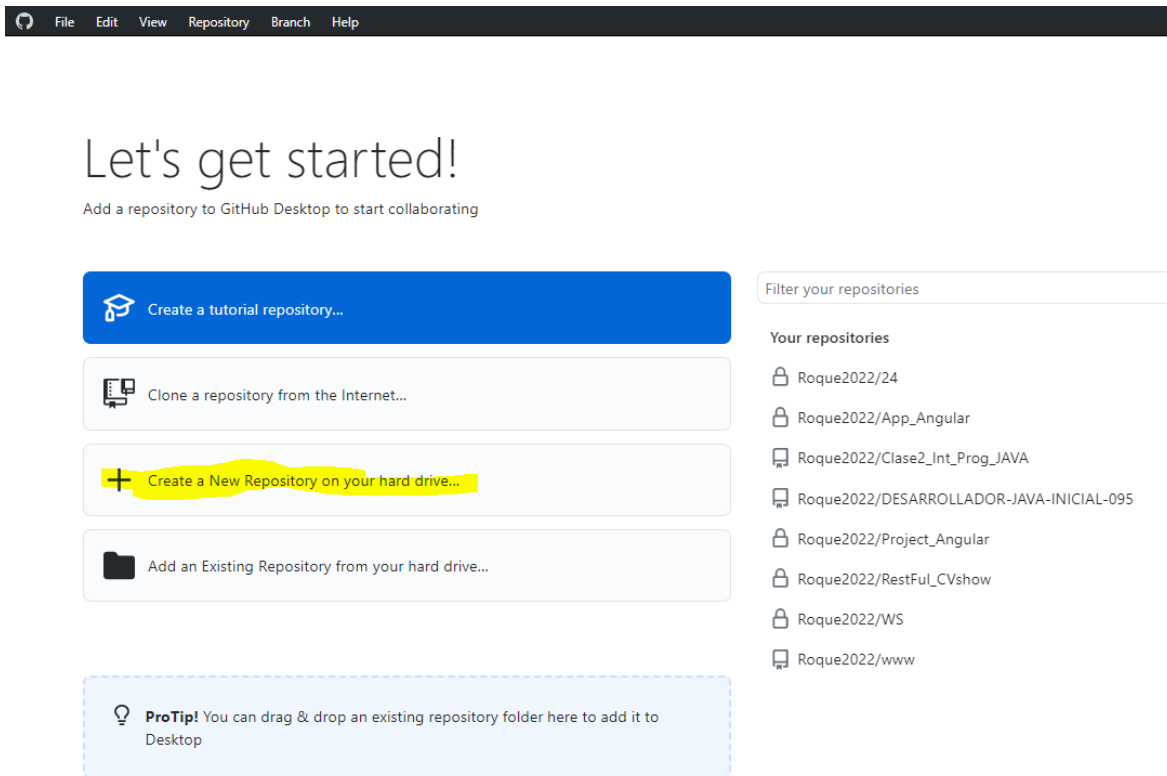 File Edit View Repository Branch Help
Let's get started!
Add a repository to GitHub Desktop to start collaborating
Create a tutorial repository...
Clone a repository from the Internet...
Create a New Repository on your hard drive...
Add an Existing Repository from your hard drive...
ProTip! You can drag & drop an existing repository folder here to add it to
Desktop
Filter your repositories
Your repositories
Roque2022/24
Roque2022/App_Angular
Roque2022/Clase2_Int_Prog_JAVA
Roque2022/DESARROLLADOR-JAVA-INICIAL-095
Roque2022/Project_Angular
Roque2022/RestFul_CVshow
Roque2022/WS
Roque2022/www